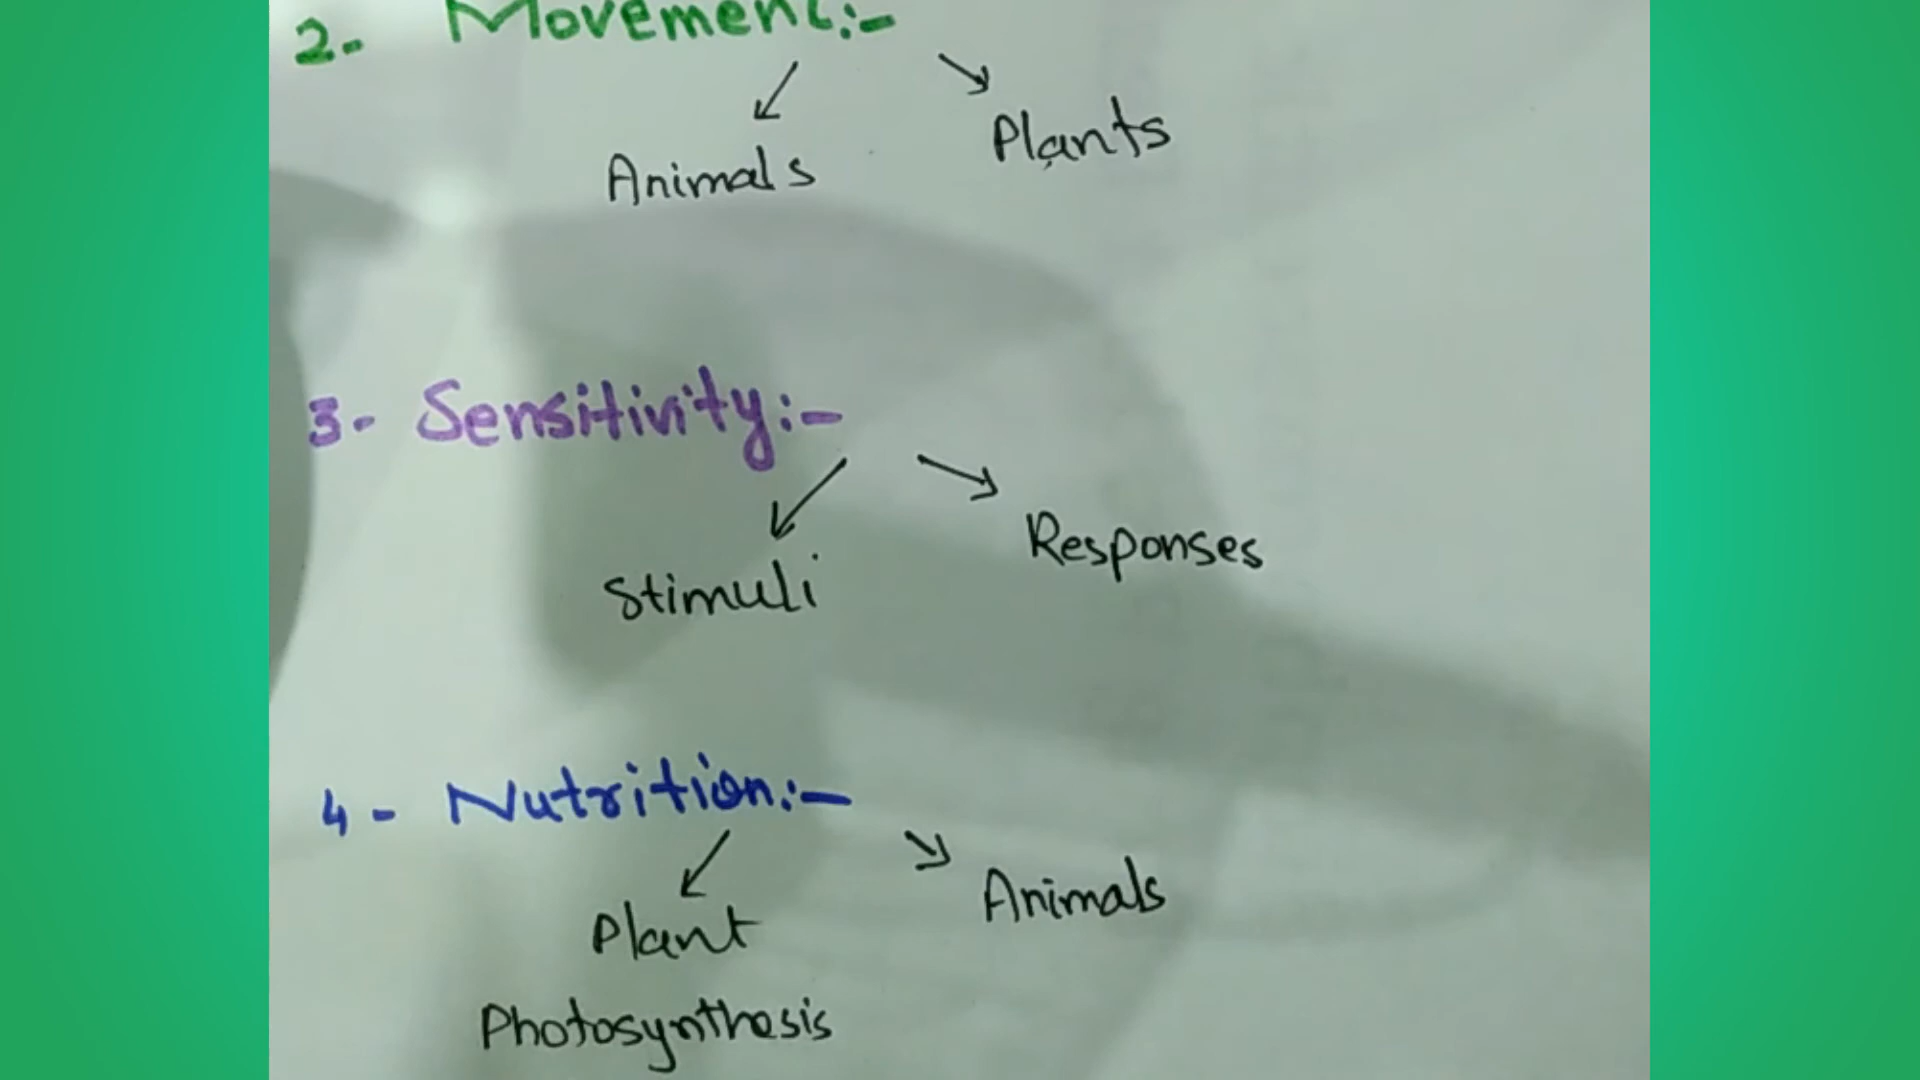 2- Movement:-
Animals
Plants
3- Sensitivity:-
Stimuli
Responses
4- Nutrition:-
Plant
Animals
Photosynthesis